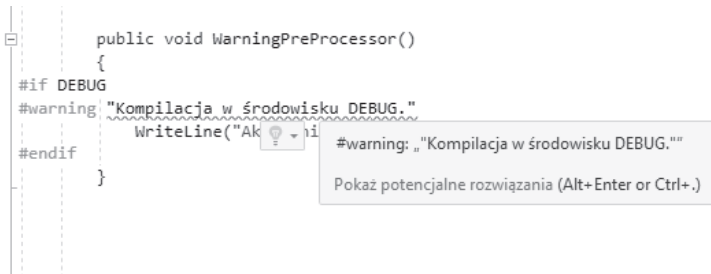 public void WarningPreProcessor()
{
#if DEBUG
#warning "Kompilacja w środowisku DEBUG."
WriteLine("Ak ni
#endif
}
#warning: „"Kompilacja w środowisku DEBUG.""
Pokaż potencjalne rozwiązania (Alt+Enter or Ctrl+.)